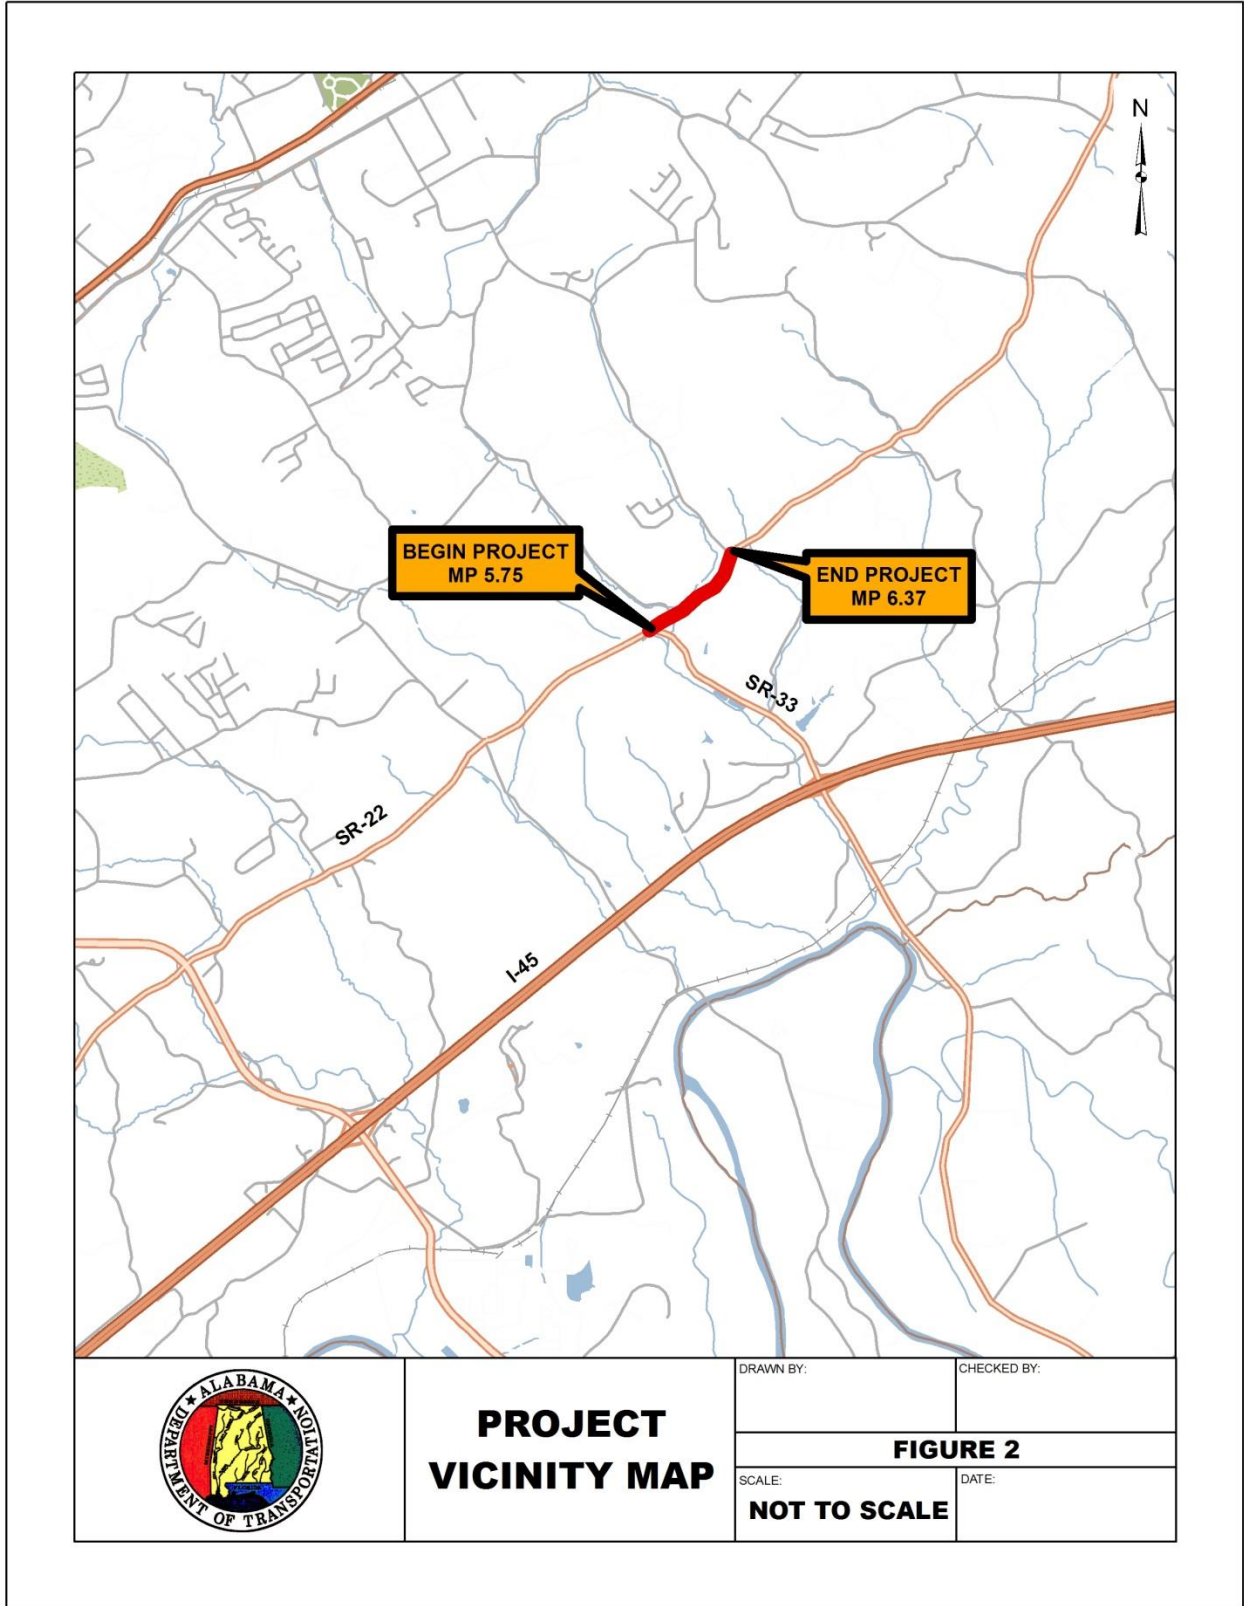 N
BEGIN PROJECT
MP 5.75
END PROJECT
MP 6.37
SR-33
SR-22
I-45
ALABAMA
DEPARTMENT OF TRANSPORTATION
PROJECT
VICINITY MAP
DRAWN BY:
CHECKED BY:
FIGURE 2
SCALE:
NOT TO SCALE
DATE: